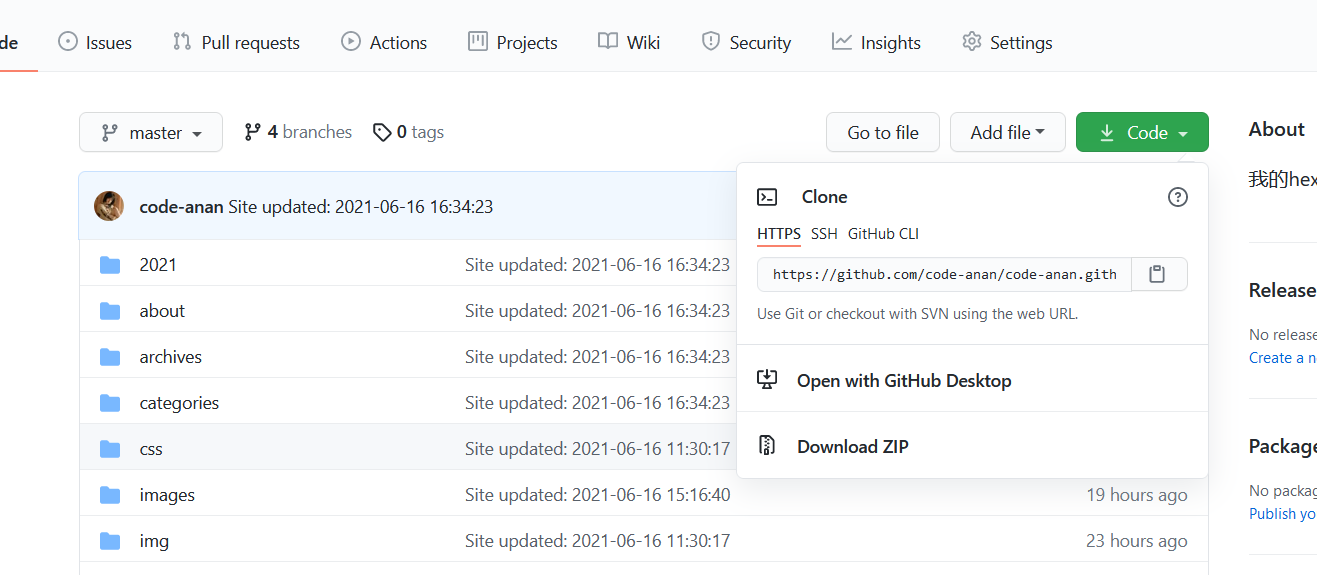 de Issues Pull requests Actions Projects Wiki Security Insights Settings
master 4 branches 0 tags Go to file Add file Code
About
我的hex
code-anan Site updated: 2021-06-16 16:34:23
Clone
HTTPS SSH GitHub CLI
https://github.com/code-anan/code-anan.gith
Use Git or checkout with SVN using the web URL.
Open with GitHub Desktop
Download ZIP
2021 Site updated: 2021-06-16 16:34:23
about Site updated: 2021-06-16 16:34:23
archives Site updated: 2021-06-16 16:34:23
categories Site updated: 2021-06-16 16:34:23
css Site updated: 2021-06-16 11:30:17
images Site updated: 2021-06-16 15:16:40 19 hours ago
img Site updated: 2021-06-16 11:30:17 23 hours ago
Release
No release
Create a n
Package
No packag
Publish yo